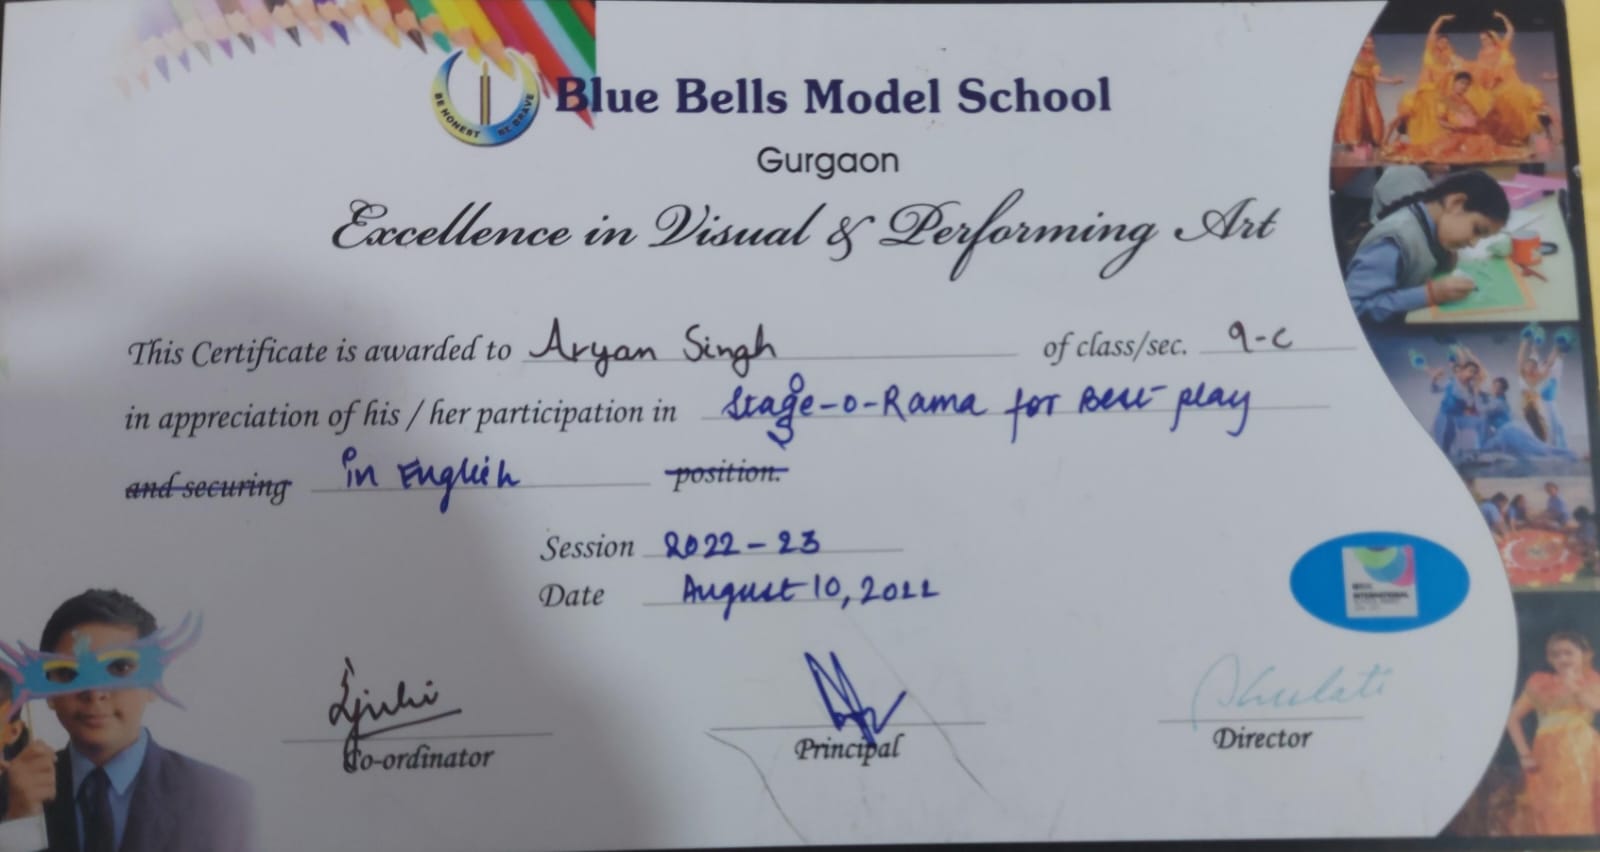 BE HONEST BE BRAVE
Blue Bells Model School
Gurgaon
Excellence in Visual & Performing Art
This Certificate is awarded to Aryan Singh of class/sec. 9-C
in appreciation of his / her participation in Stage-o-Rama for Best play
and securing in English position.
Session 2022-23
Date August 10, 2022
INTERNATIONAL
Co-ordinator Principal Director